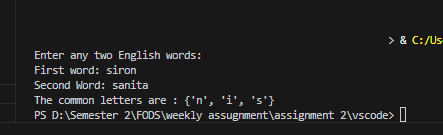 > & C:/Us
Enter any two English words:
First word: siron
Second Word: sanita
The common letters are : {'n', 'i', 's'}
PS D:\Semester 2\FODS\weekly assugnment\assignment 2\vscode>